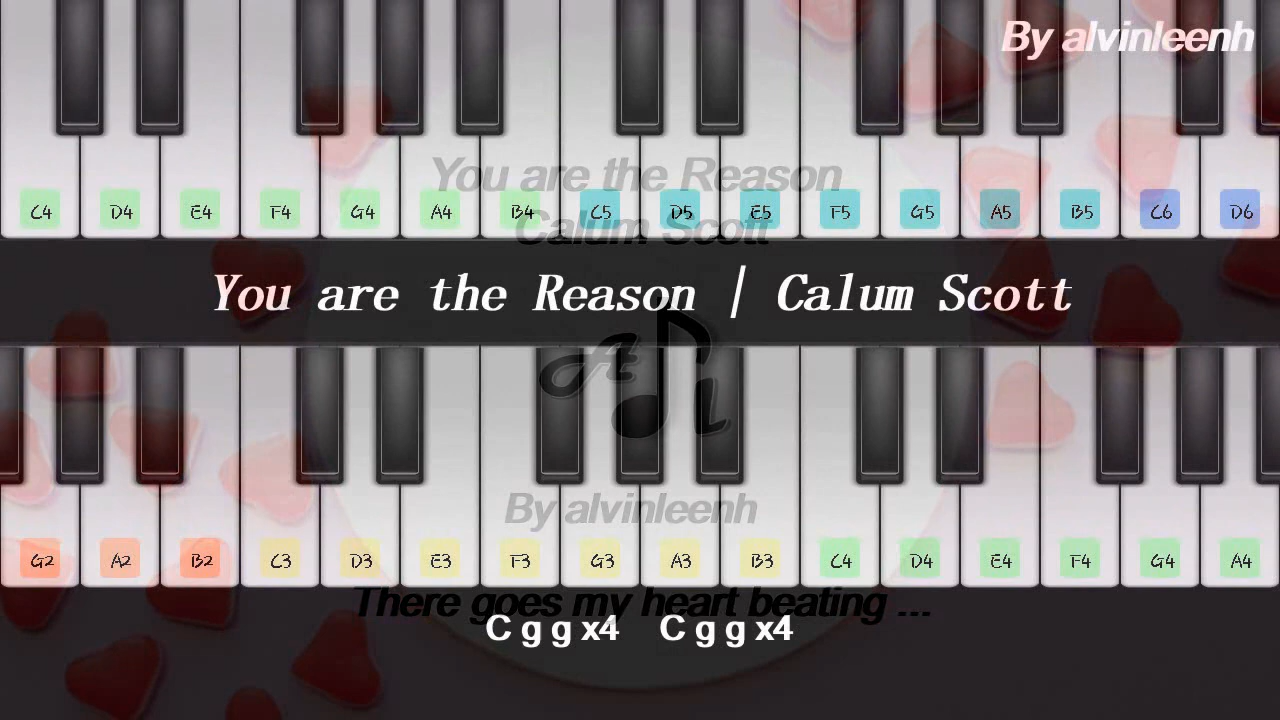 By alvinleenh
You are the Reason
C4 D4 E4 F4 G4 A4 B4 C5 D5 E5 F5 G5 A5 B5 C6 D6
Calum Scott
You are the Reason | Calum Scott
A L
By alvinleenh
G2 A2 B2 C3 D3 E3 F3 G3 A3 B3 C4 D4 E4 F4 G4 A4
There goes my heart beating ...
C g g x4 C g g x4